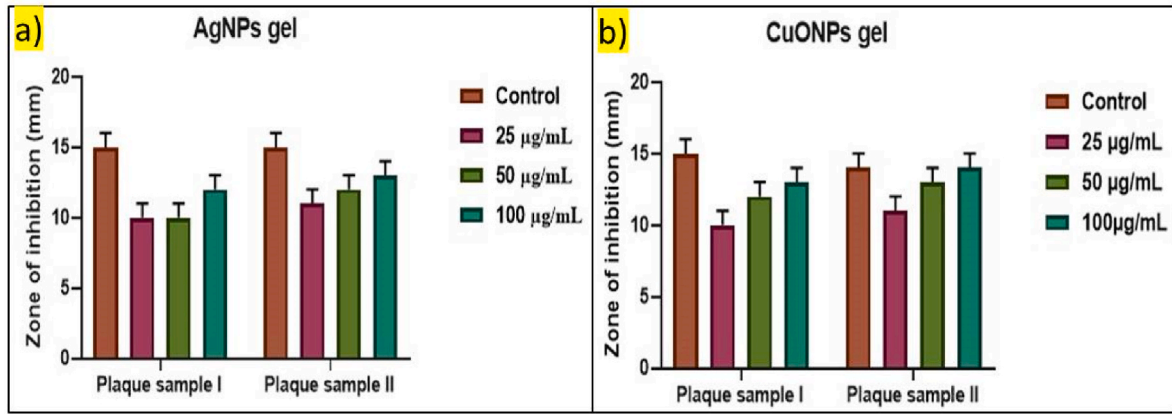 a)
AgNPs gel
Zone of inhibition (mm)
20
15
10
5
0
Plaque sample I
Plaque sample II
Control
25 µg/mL
50 µg/mL
100 µg/mL
b)
CuONPs gel
Zone of inhibition (mm)
20
15
10
5
0
Plaque sample I
Plaque sample II
Control
25 µg/mL
50 µg/mL
100µg/mL